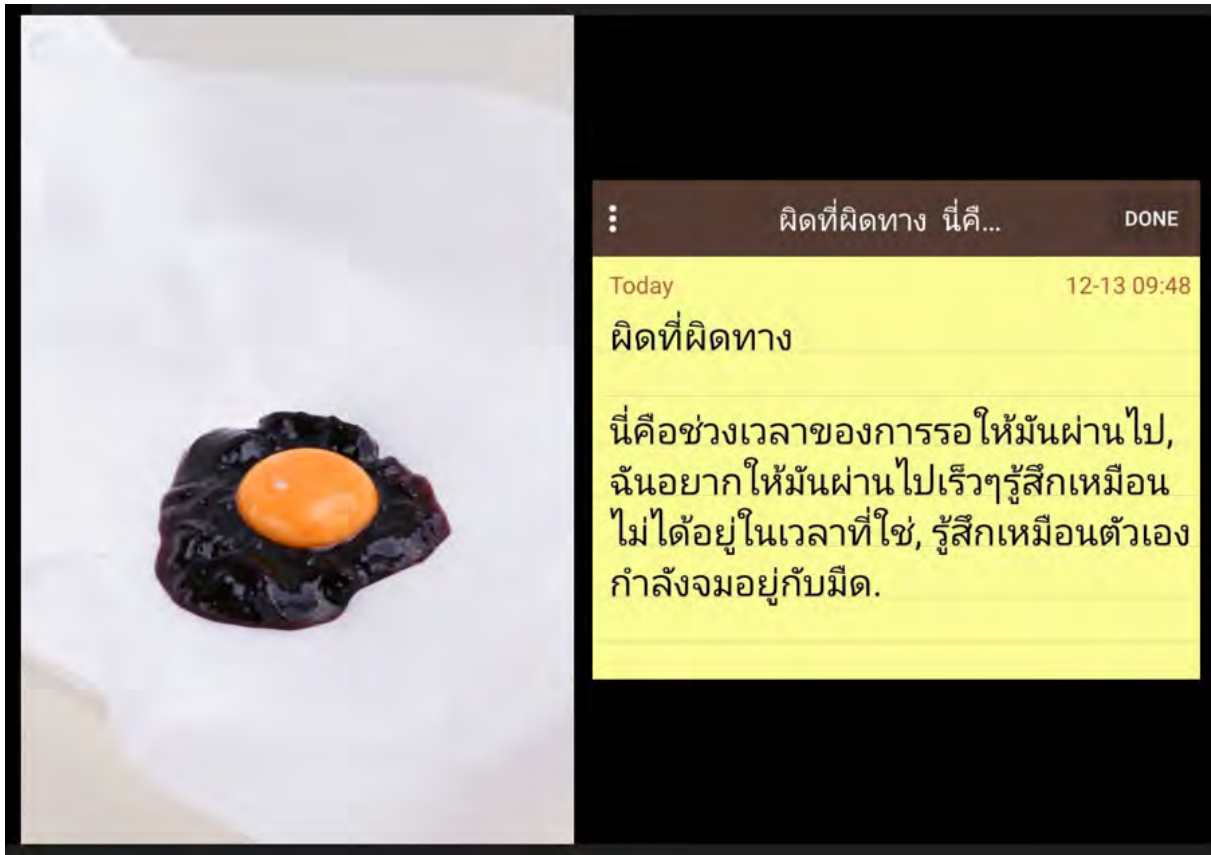 ผิดที่ผิดทาง นี่คื...
DONE
Today
12-13 09:48
ผิดที่ผิดทาง
นี่คือช่วงเวลาของการรอให้มันผ่านไป,
ฉันอยากให้มันผ่านไปเร็วๆรู้สึกเหมือน
ไม่ได้อยู่ในเวลาที่ใช่, รู้สึกเหมือนตัวเอง
กำลังจมอยู่กับมืด.